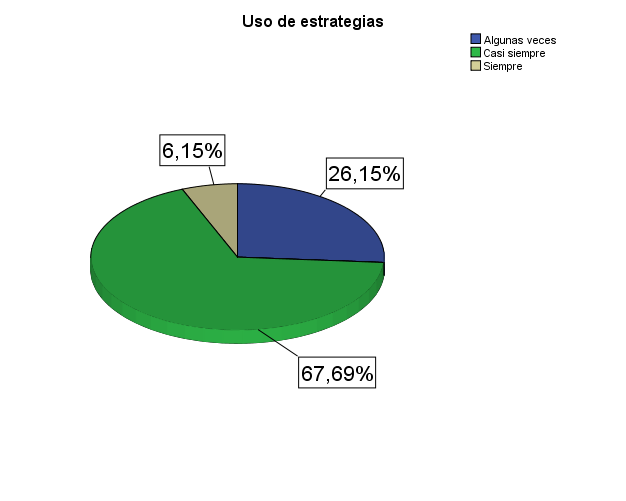 Uso de estrategias
Algunas veces
Casi siempre
Siempre
6,15%
26,15%
67,69%